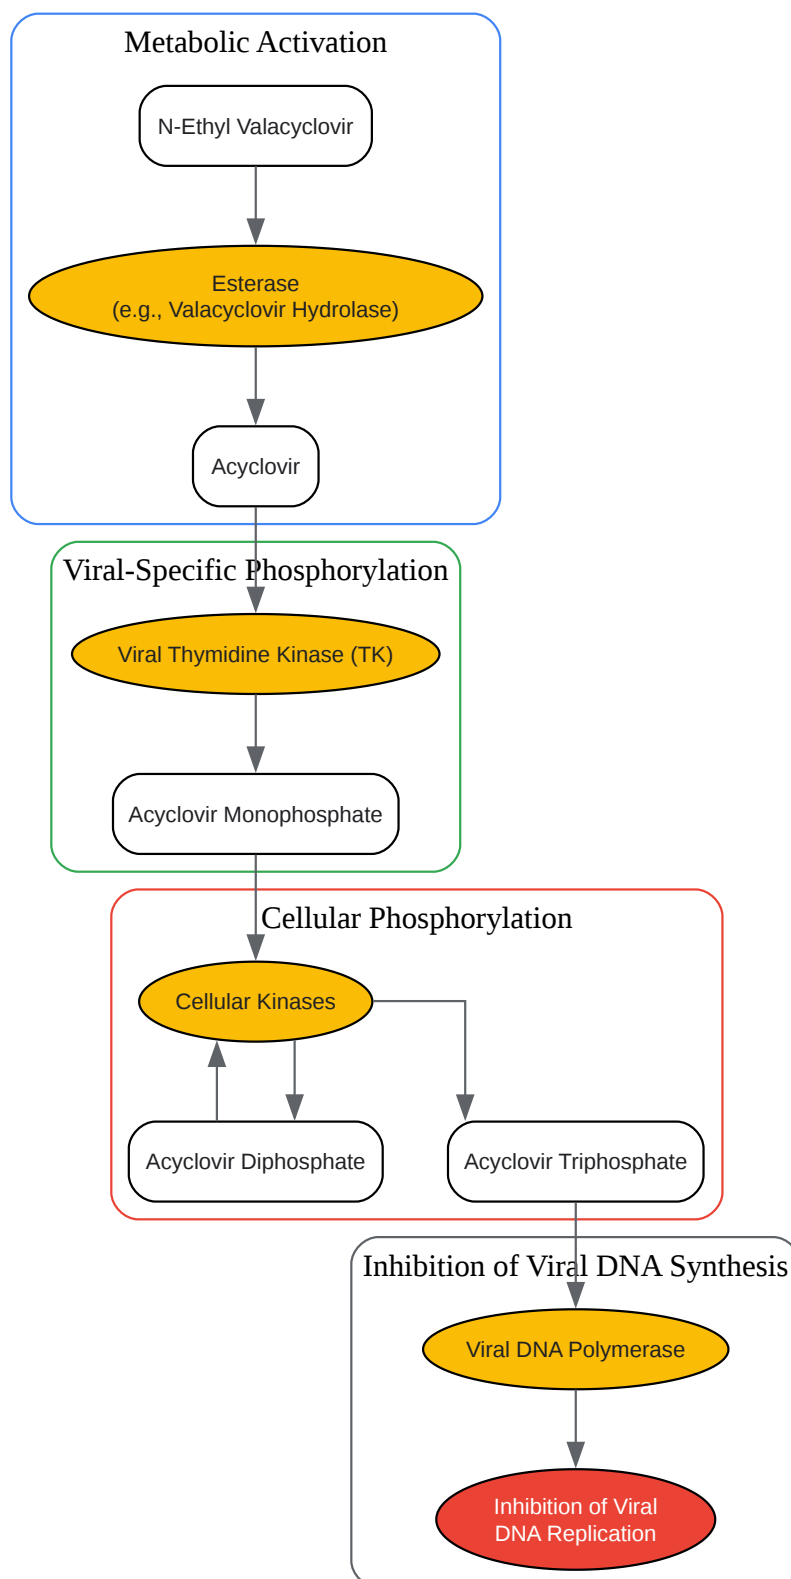 Metabolic Activation
N-Ethyl Valacyclovir
Esterase
(e.g., Valacyclovir Hydrolase)
Acyclovir
Viral-Specific Phosphorylation
Viral Thymidine Kinase (TK)
Acyclovir Monophosphate
Cellular Phosphorylation
Cellular Kinases
Acyclovir Diphosphate
Acyclovir Triphosphate
Inhibition of Viral DNA Synthesis
Viral DNA Polymerase
Inhibition of Viral
DNA Replication